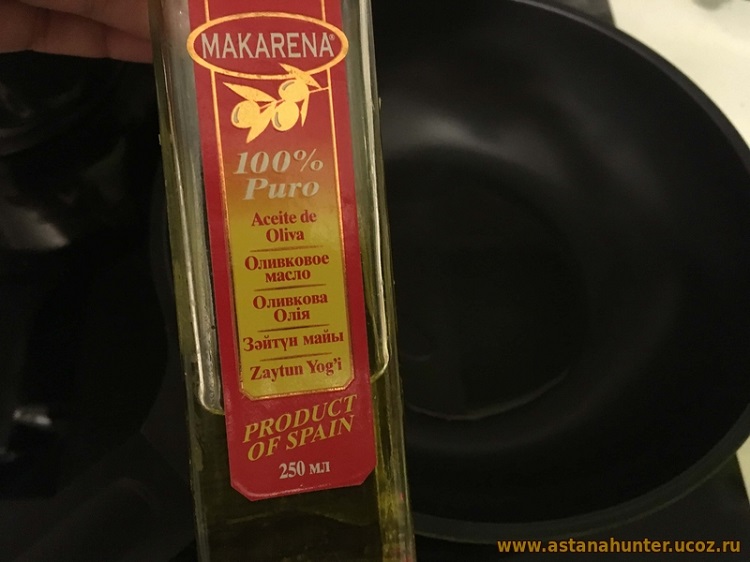 MAKARENA®
100%
Puro
Aceite de
Oliva
Оливковое
масло
Оливкова
Олія
Зәйтүн майы
Zaytun Yog'i
PRODUCT
OF SPAIN
250 мл
www.astanahunter.ucoz.ru